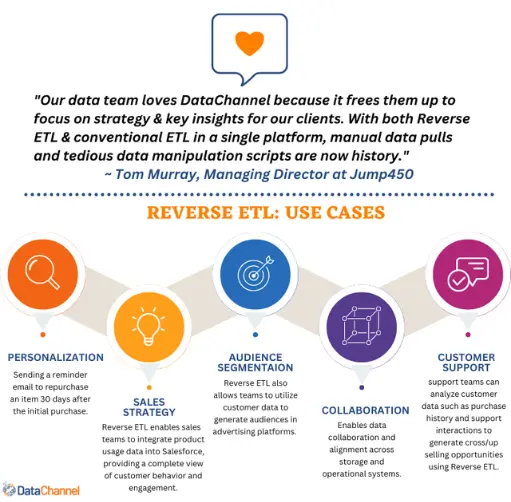 "Our data team loves DataChannel because it frees them up to
focus on strategy & key insights for our clients. With both Reverse
ETL & conventional ETL in a single platform, manual data pulls
and tedious data manipulation scripts are now history."
~ Tom Murray, Managing Director at Jump450
REVERSE ETL: USE CASES
PERSONALIZATION
Sending a reminder
email to repurchase
an item 30 days after
the initial purchase.
SALES
STRATEGY
Reverse ETL enables sales
teams to integrate product
usage data into Salesforce,
providing a complete view
of customer behavior and
engagement.
AUDIENCE
SEGMENTAION
Reverse ETL also
allows teams to utilize
customer data to
generate audiences in
advertising platforms.
COLLABORATION
Enables data
collaboration and
alignment across
storage and
operational systems.
CUSTOMER
SUPPORT
support teams can
analyze customer
data such as purchase
history and support
interactions to
generate cross/up
selling opportunities
using Reverse ETL.
DataChannel